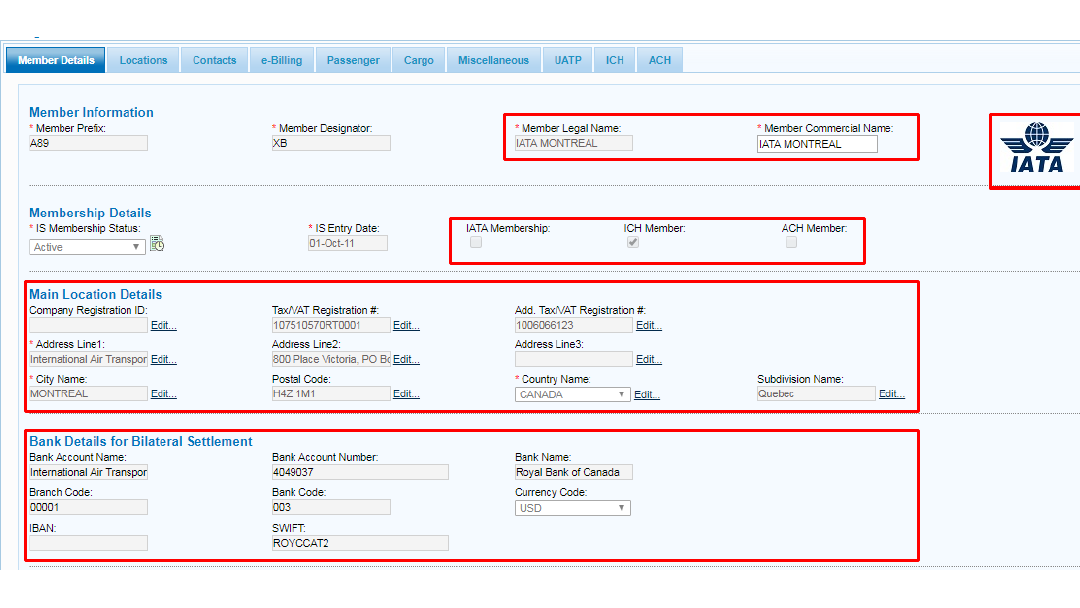 Member Details Locations Contacts e-Billing Passenger Cargo Miscellaneous UATP ICH ACH
Member Information
* Member Prefix: * Member Designator: * Member Legal Name: * Member Commercial Name:
A89 XB IATA MONTREAL IATA MONTREAL
IATA
Membership Details
* IS Membership Status: * IS Entry Date: IATA Membership: ICH Member: ACH Member:
Active 01-Oct-11
Main Location Details
Company Registration ID: Tax/VAT Registration #: Add. Tax/VAT Registration #:
Edit... 107510570RT0001 Edit... 1006066123 Edit...
* Address Line1: Address Line2: Address Line3:
International Air Transpor Edit... 800 Place Victoria, PO Bo Edit... Edit...
* City Name: Postal Code: * Country Name: Subdivision Name:
MONTREAL Edit... H4Z 1M1 Edit... CANADA Edit... Quebec Edit...
Bank Details for Bilateral Settlement
Bank Account Name: Bank Account Number: Bank Name:
International Air Transpor 4049037 Royal Bank of Canada
Branch Code: Bank Code: Currency Code:
00001 003 USD
IBAN: SWIFT:
ROYCCAT2